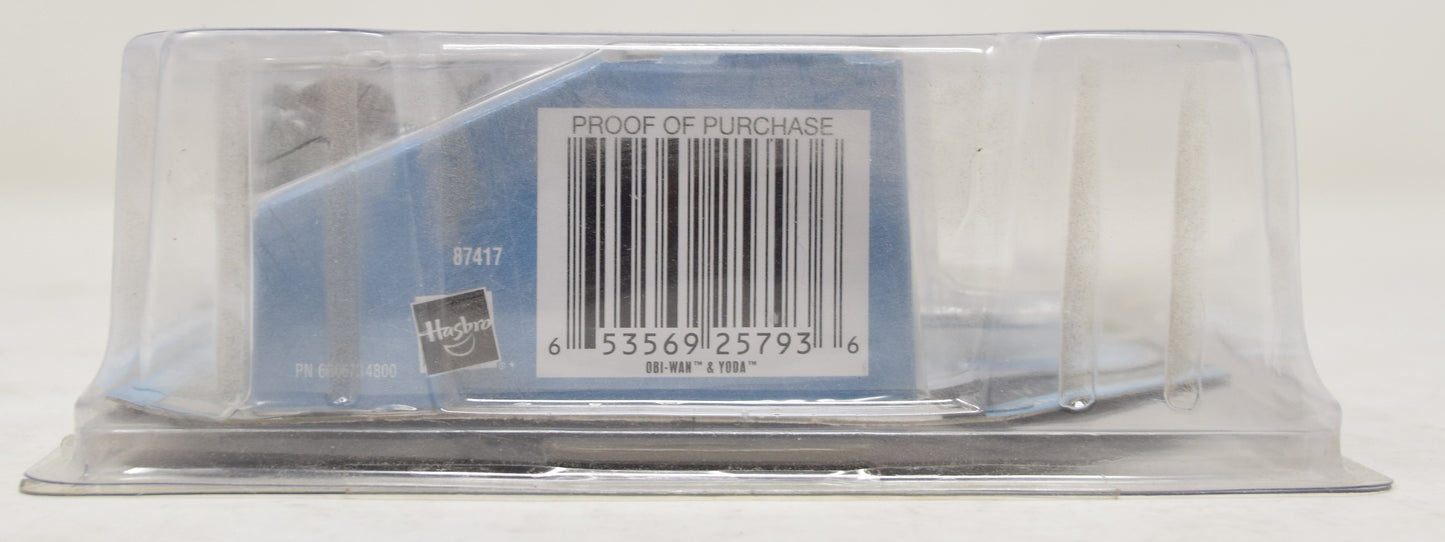 PROOF OF PURCHASE
87417
Hasbro
6 53569 25793 6
OBI-WAN™ & YODA™